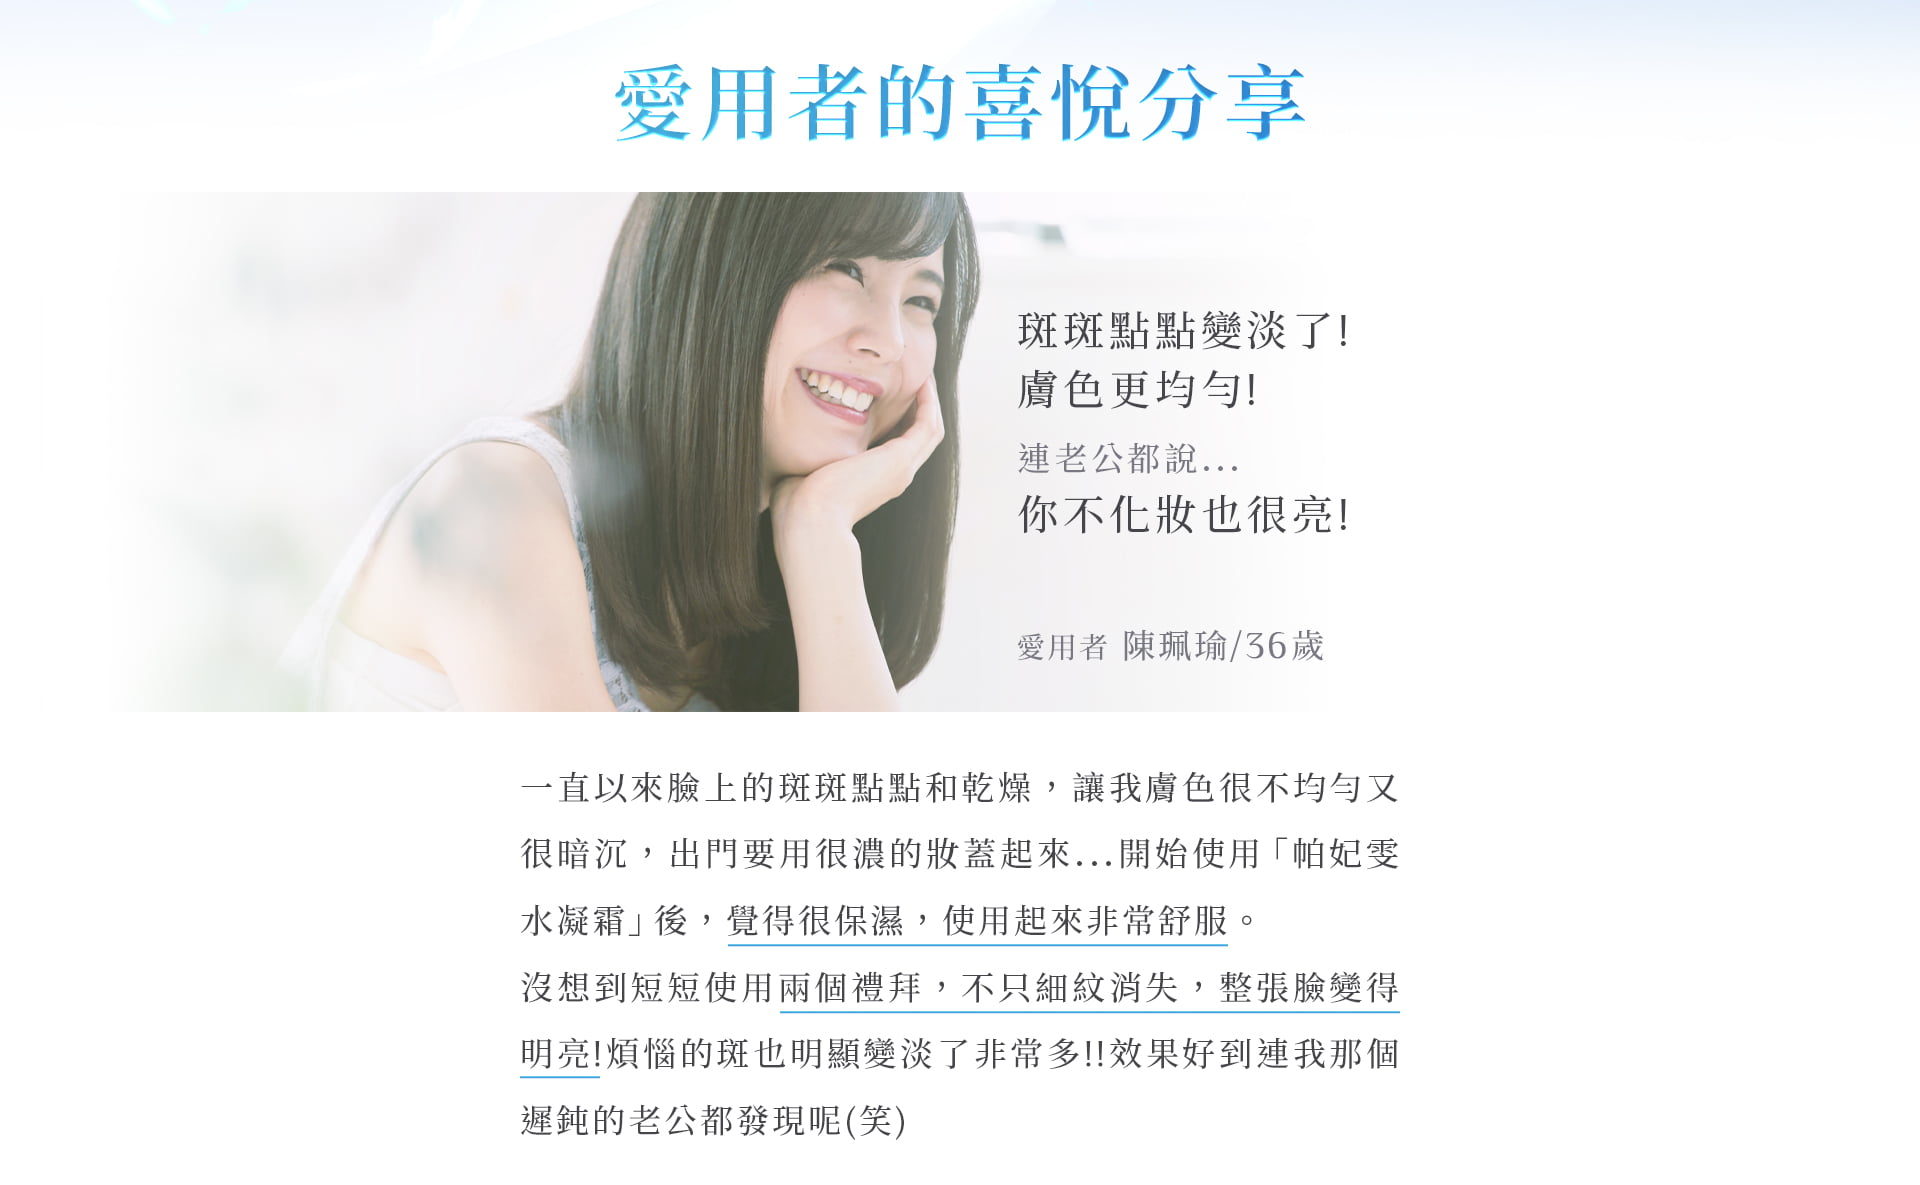 愛用者的喜悅分享
斑斑點點變淡了!
膚色更均勻!
連老公都說...
你不化妝也很亮!
愛用者 陳珮瑜/36歲
一直以來臉上的斑斑點點和乾燥，讓我膚色很不均勻又
很暗沉，出門要用很濃的妝蓋起來...開始使用「帕妃雯
水凝霜」後，覺得很保濕，使用起來非常舒服。
沒想到短短使用兩個禮拜，不只細紋消失，整張臉變得
明亮!煩惱的斑也明顯變淡了非常多!!效果好到連我那個
遲鈍的老公都發現呢(笑)